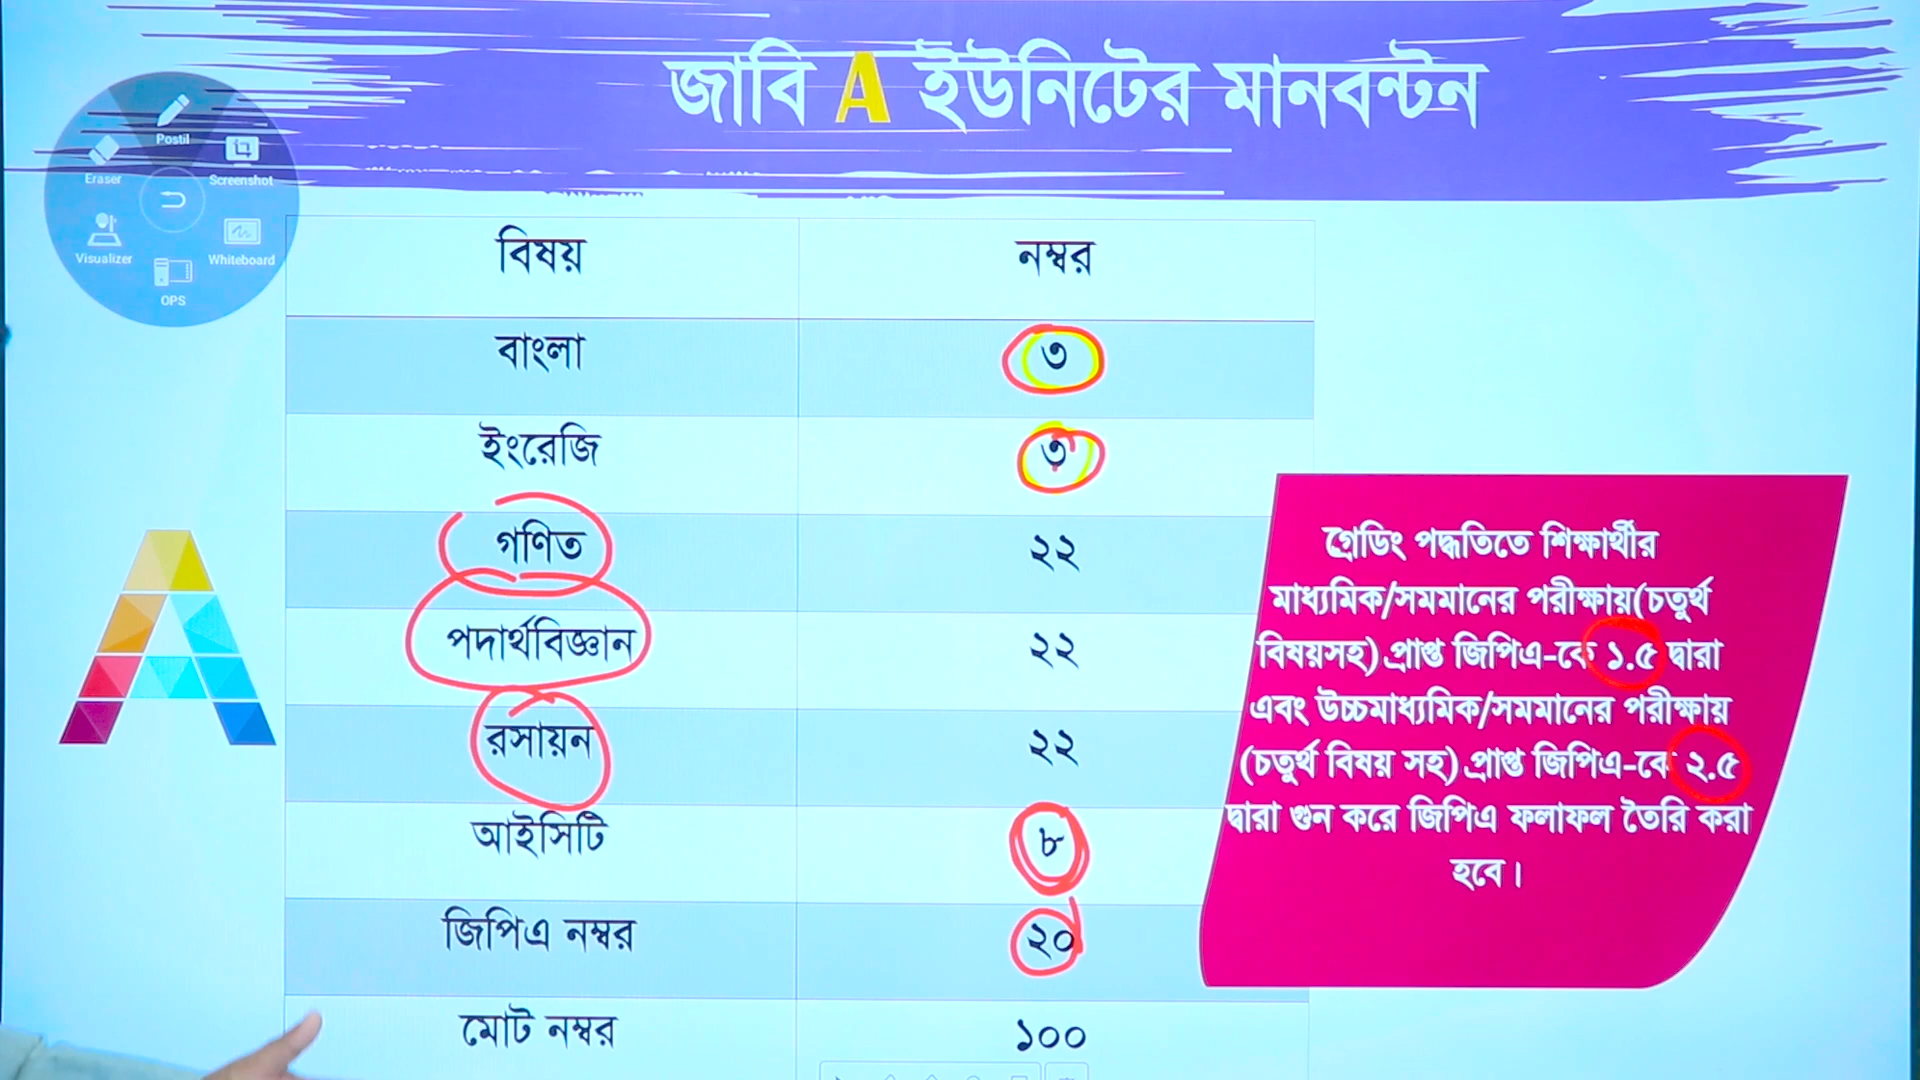 জাবি A ইউনিটের মানবন্টন
Postil
Eraser
Screenshot
Visualizer
Whiteboard
OPS
বিষয় নম্বর
বাংলা ৩
ইংরেজি ৩
গণিত ২২
পদার্থবিজ্ঞান ২২
রসায়ন ২২
আইসিটি ৮
জিপিএ নম্বর ২০
মোট নম্বর ১০০
গ্রেডিং পদ্ধতিতে শিক্ষার্থীর
মাধ্যমিক/সমমানের পরীক্ষায়(চতুর্থ
বিষয়সহ) প্রাপ্ত জিপিএ-কে ১.৫ দ্বারা
এবং উচ্চমাধ্যমিক/সমমানের পরীক্ষায়
(চতুর্থ বিষয় সহ) প্রাপ্ত জিপিএ-কে ২.৫
দ্বারা গুন করে জিপিএ ফলাফল তৈরি করা
হবে।